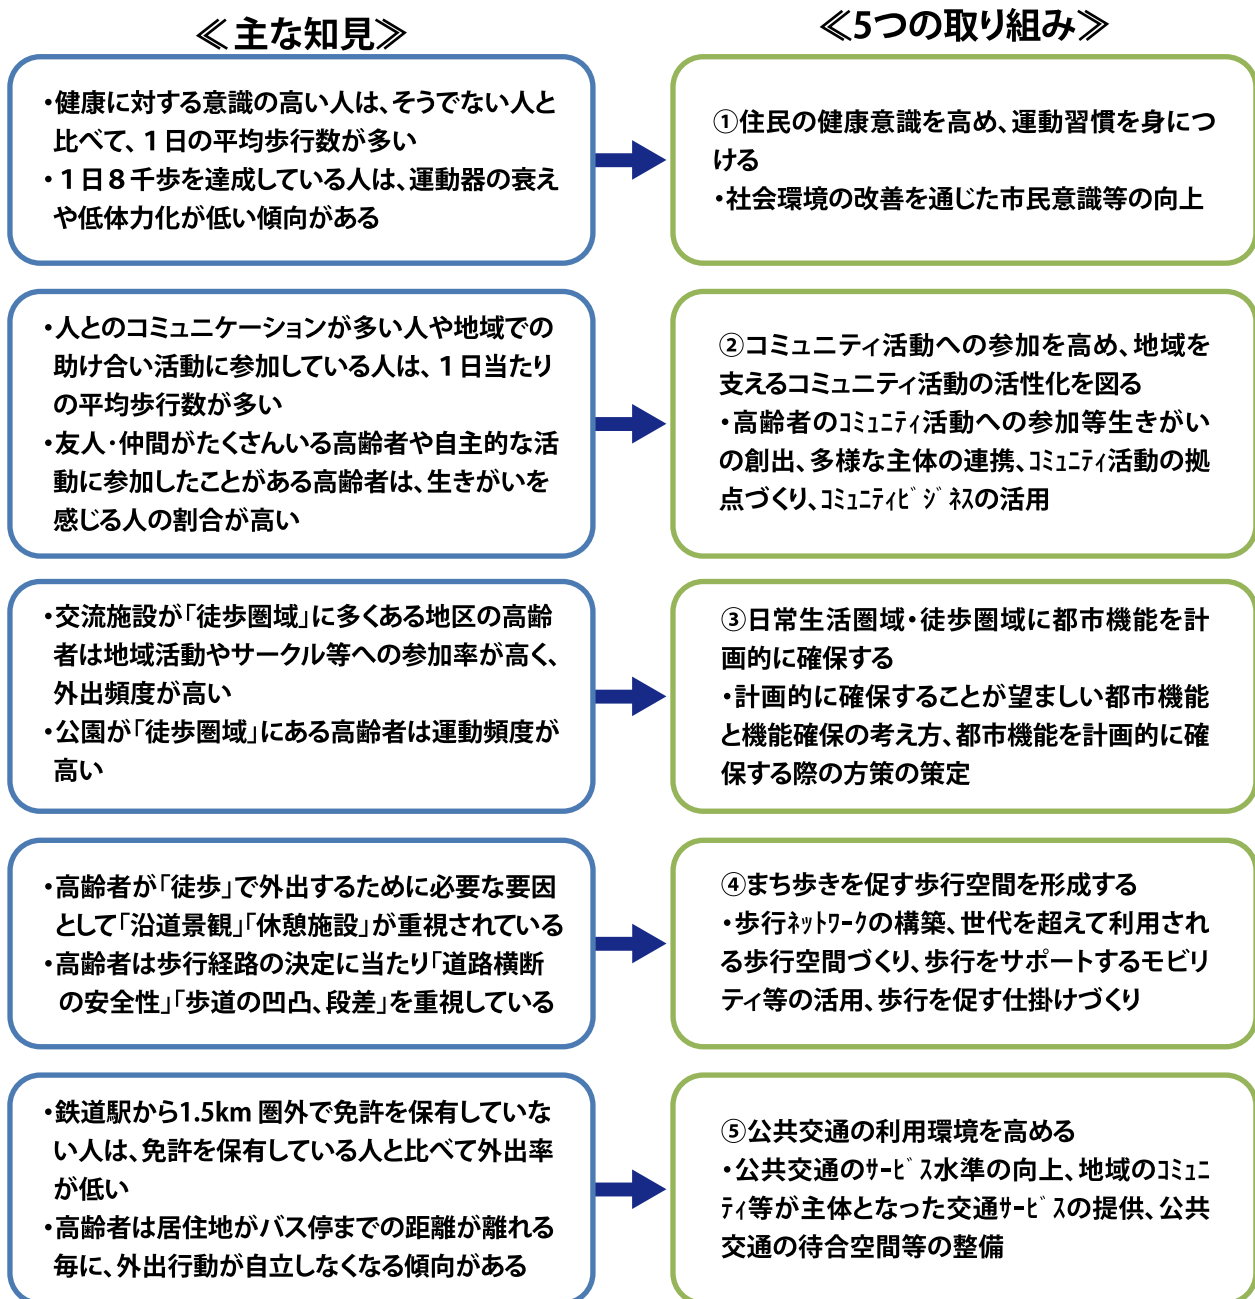 ≪主な知見≫
≪5つの取り組み≫
・健康に対する意識の高い人は、そうでない人と
比べて、１日の平均歩行数が多い
・１日８千歩を達成している人は、運動器の衰え
や低体力化が低い傾向がある
①住民の健康意識を高め、運動習慣を身につ
ける
・社会環境の改善を通じた市民意識等の向上
・人とのコミュニケーションが多い人や地域での
助け合い活動に参加している人は、１日当たり
の平均歩行数が多い
・友人・仲間がたくさんいる高齢者や自主的な活
動に参加したことがある高齢者は、生きがいを
感じる人の割合が高い
②コミュニティ活動への参加を高め、地域を
支えるコミュニティ活動の活性化を図る
・高齢者のｺﾐｭﾆﾃｨ活動への参加等生きがい
の創出、多様な主体の連携、ｺﾐｭﾆﾃｨ活動の拠
点づくり、ｺﾐｭﾆﾃｨﾋﾞｼﾞﾈｽの活用
・交流施設が「徒歩圏域」に多くある地区の高齢
者は地域活動やサークル等への参加率が高く、
外出頻度が高い
・公園が「徒歩圏域」にある高齢者は運動頻度が
高い
③日常生活圏域・徒歩圏域に都市機能を計
画的に確保する
・計画的に確保することが望ましい都市機能
と機能確保の考え方、都市機能を計画的に確
保する際の方策の策定
・高齢者が「徒歩」で外出するために必要な要因
として「沿道景観」「休憩施設」が重視されている
・高齢者は歩行経路の決定に当たり「道路横断
の安全性」「歩道の凹凸、段差」を重視している
④まち歩きを促す歩行空間を形成する
・歩行ﾈｯﾄﾜｰｸの構築、世代を超えて利用され
る歩行空間づくり、歩行をサポートするモビリ
ティ等の活用、歩行を促す仕掛けづくり
・鉄道駅から1.5km 圏外で免許を保有していな
い人は、免許を保有している人と比べて外出率
が低い
・高齢者は居住地がバス停までの距離が離れる
毎に、外出行動が自立しなくなる傾向がある
⑤公共交通の利用環境を高める
・公共交通のｻｰﾋﾞｽ水準の向上、地域のｺﾐｭﾆ
ﾃｨ等が主体となった交通ｻｰﾋﾞｽの提供、公共
交通の待合空間等の整備